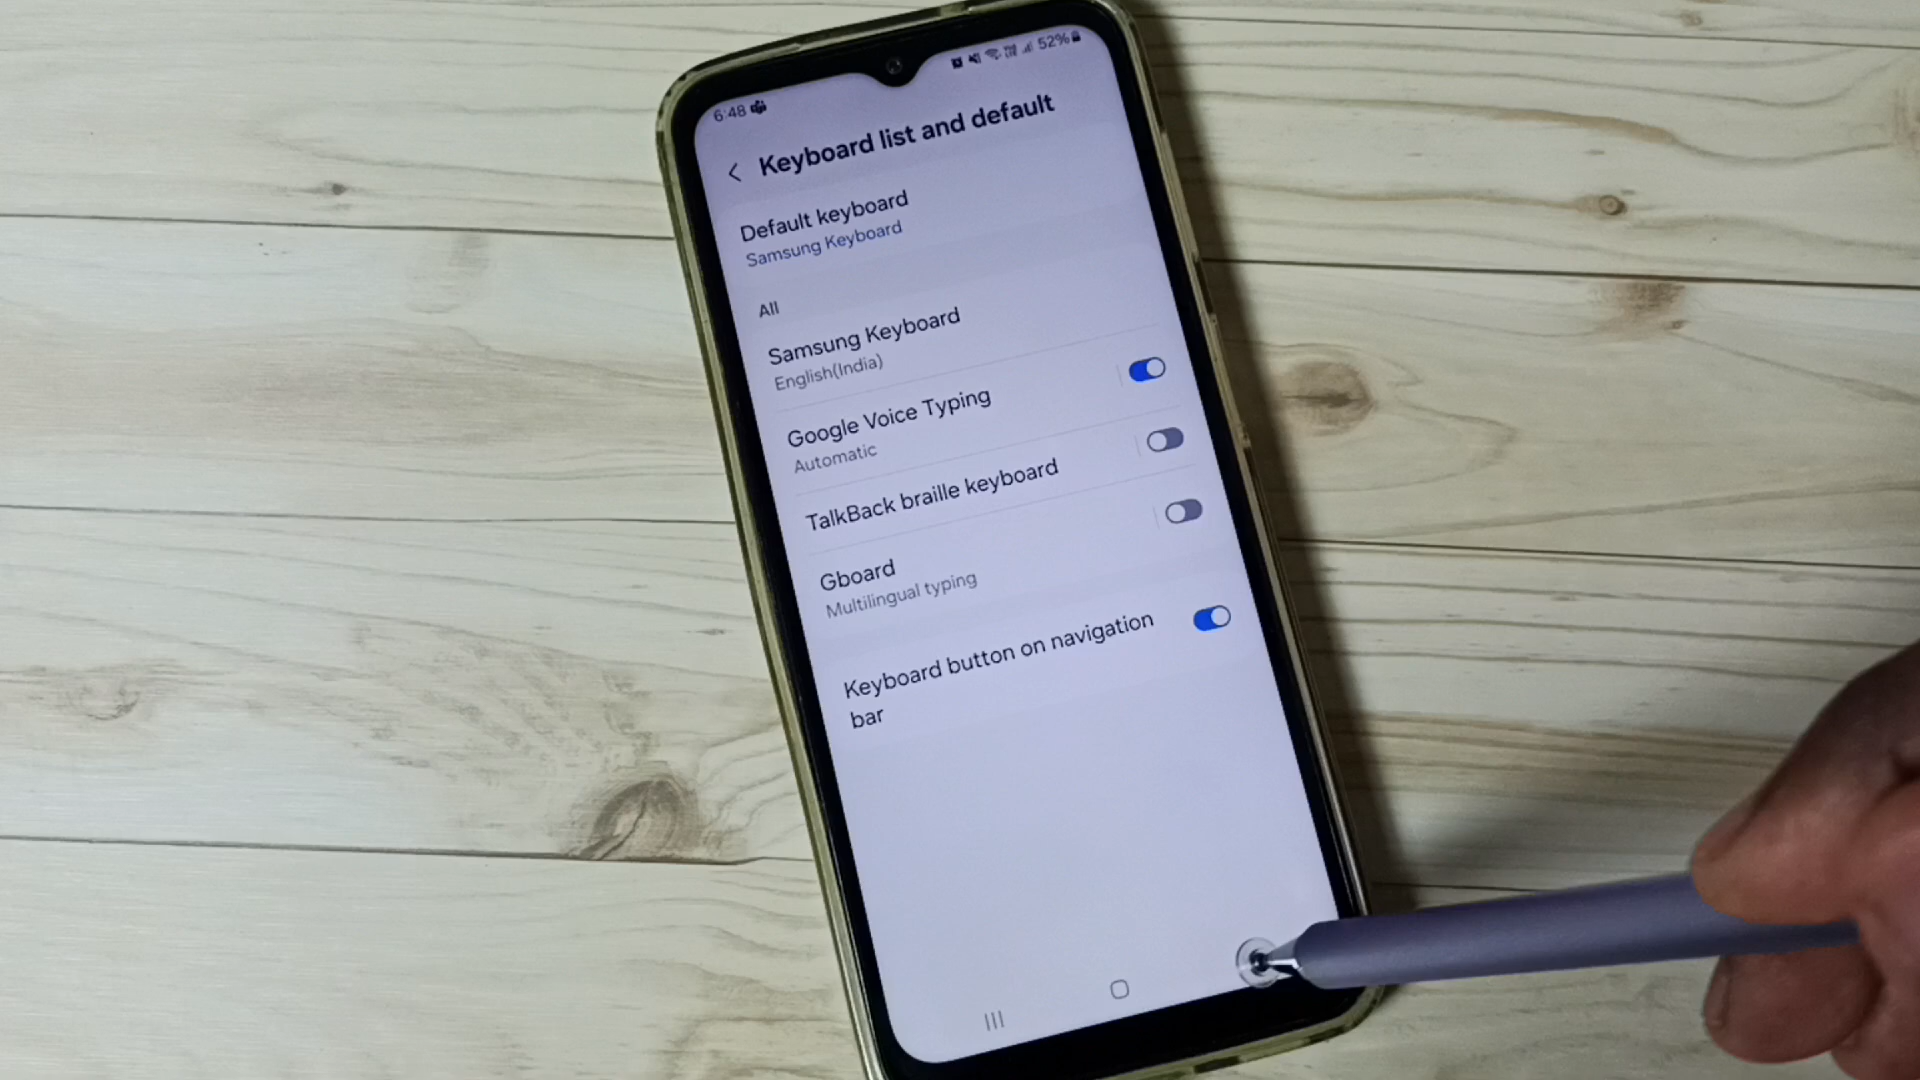 6:48
52%
Keyboard list and default
Default keyboard
Samsung Keyboard
All
Samsung Keyboard
English(India)
Google Voice Typing
Automatic
TalkBack braille keyboard
Gboard
Multilingual typing
Keyboard button on navigation
bar